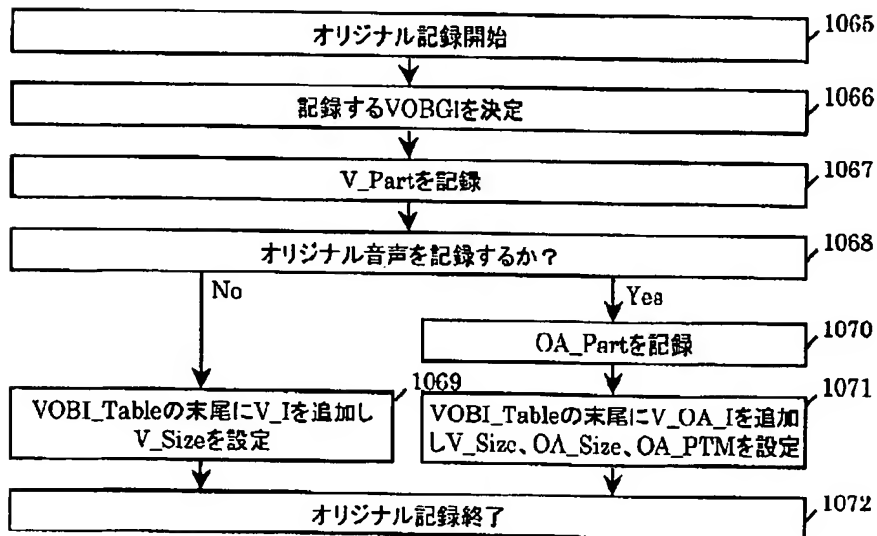 オリジナル記録開始
1065
記録するVOBGIを決定
1066
V_Partを記録
1067
オリジナル音声を記録するか？
1068
No
Yes
OA_Partを記録
1070
1069
1071
VOBI_Tableの末尾にV_Iを追加し
V_Sizeを設定
VOBI_Tableの末尾にV_OA_Iを追加
しV_Size、OA_Size、OA_PTMを設定
オリジナル記録終了
1072